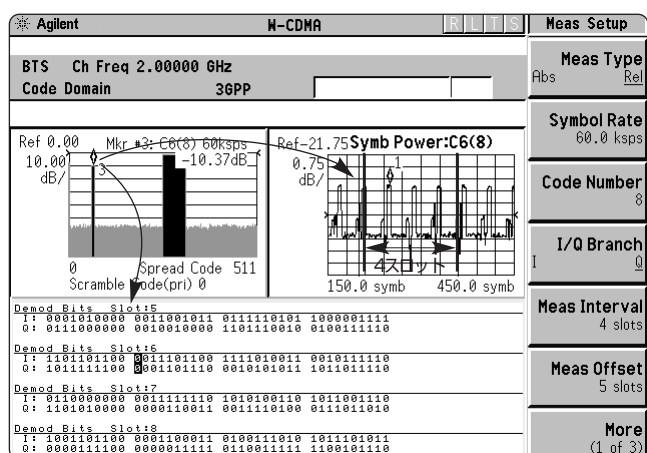 Agilent W-CDMA R L T S Meas Setup
BTS Ch Freq 2.00000 GHz
Code Domain 3GPP
Meas Type
Abs Rel
Symbol Rate
60.0 ksps
Code Number
8
I/Q Branch
I Q
Meas Interval
4 slots
Meas Offset
5 slots
More
(1 of 3)
Ref 0.00 Mkr #3: C6(8) 60ksps
10.00 -10.37dB
dB/
3
0 Spread Code 511
Scramble Code(pri) 0
Ref-21.75 Symb Power:C6(8)
0.75
dB/
1
4スロット
150.0 symb 450.0 symb
Demod Bits Slot:5
I: 0001010000 0011001011 0111110101 1000001111
Q: 0111000000 0010010000 1101110010 0100111110
Demod Bits Slot:6
I: 1101101100 0011101100 1111010011 0010111110
Q: 1011111100 0001101110 0010101011 1011011110
Demod Bits Slot:7
I: 0110000000 0011111110 1010100110 1011011110
Q: 1101010000 0000110011 0011110100 0111011010
Demod Bits Slot:8
I: 1001101100 0001100011 0100111010 1011101011
Q: 0000111100 0000011111 0110011111 1100101110